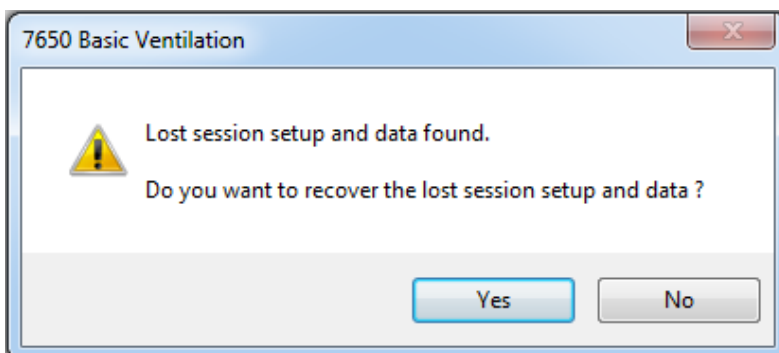 7650 Basic Ventilation
Lost session setup and data found.
Do you want to recover the lost session setup and data ?
Yes
No